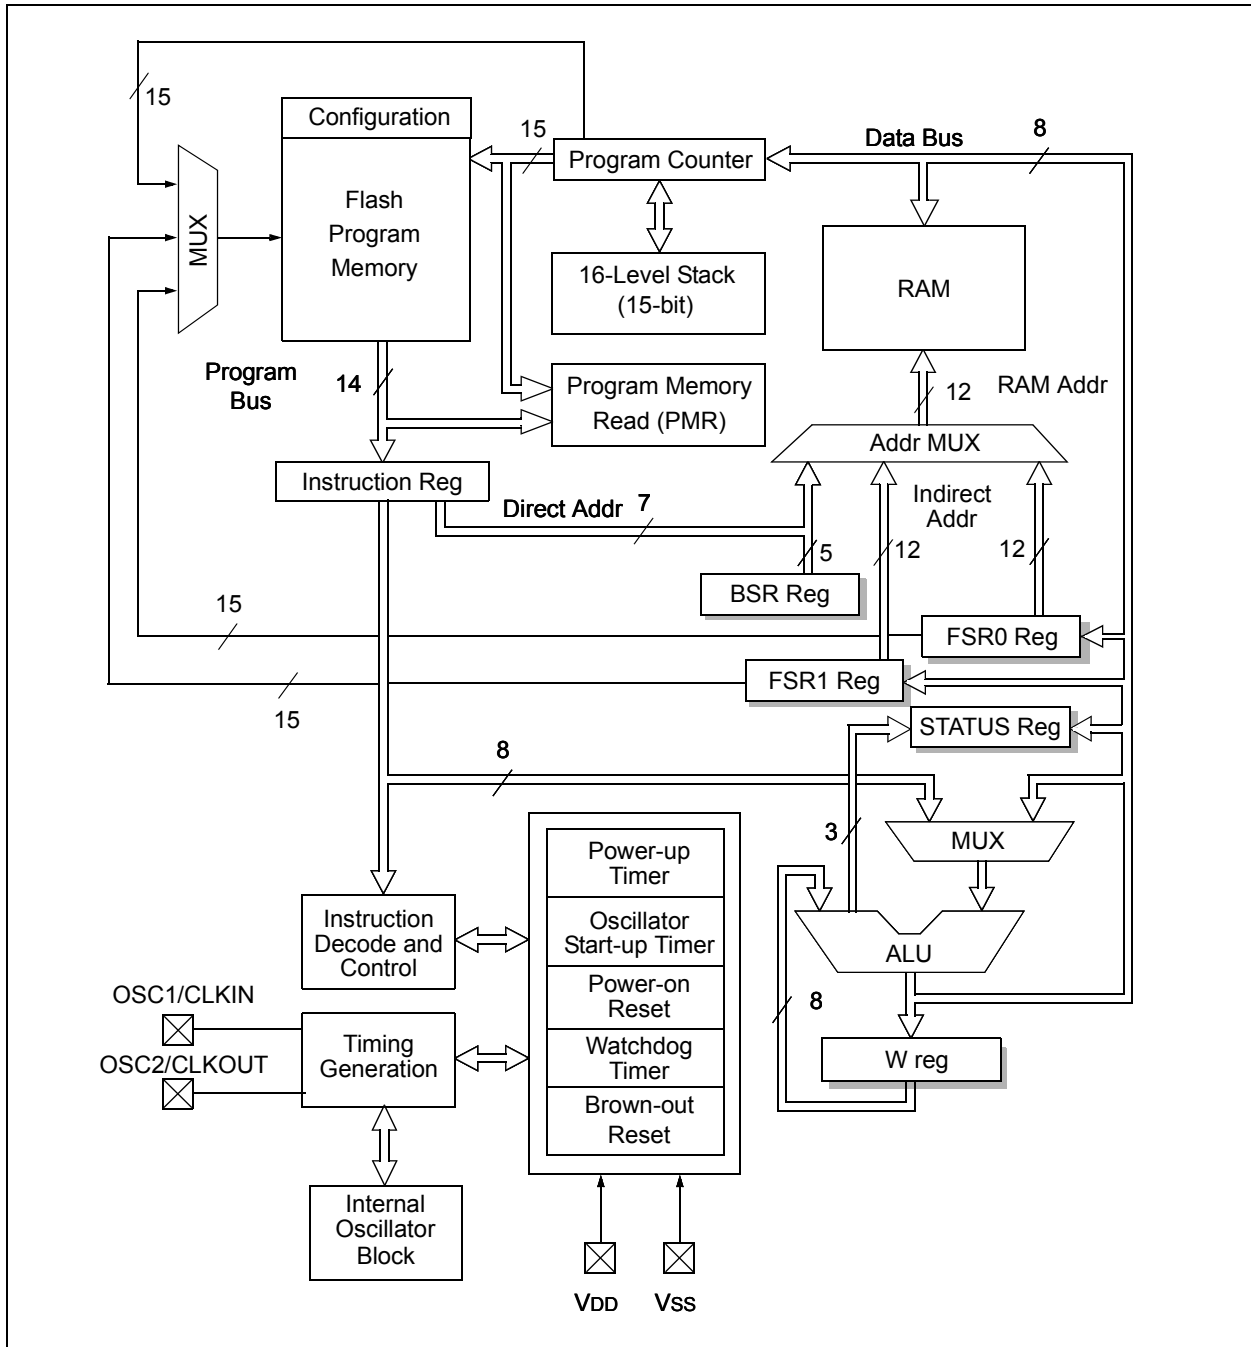 15
Configuration
Flash
Program
Memory
MUX
15
Program Counter
Data Bus
8
16-Level Stack
(15-bit)
RAM
Program
Bus
14
Program Memory
Read (PMR)
12
RAM Addr
Addr MUX
Instruction Reg
Direct Addr
7
Indirect
Addr
5
12
12
BSR Reg
15
FSR0 Reg
FSR1 Reg
15
STATUS Reg
8
3
MUX
Power-up
Timer
Oscillator
Start-up Timer
Power-on
Reset
Watchdog
Timer
Brown-out
Reset
Instruction
Decode and
Control
ALU
8
W reg
OSC1/CLKIN
OSC2/CLKOUT
Timing
Generation
Internal
Oscillator
Block
VDD
VSS